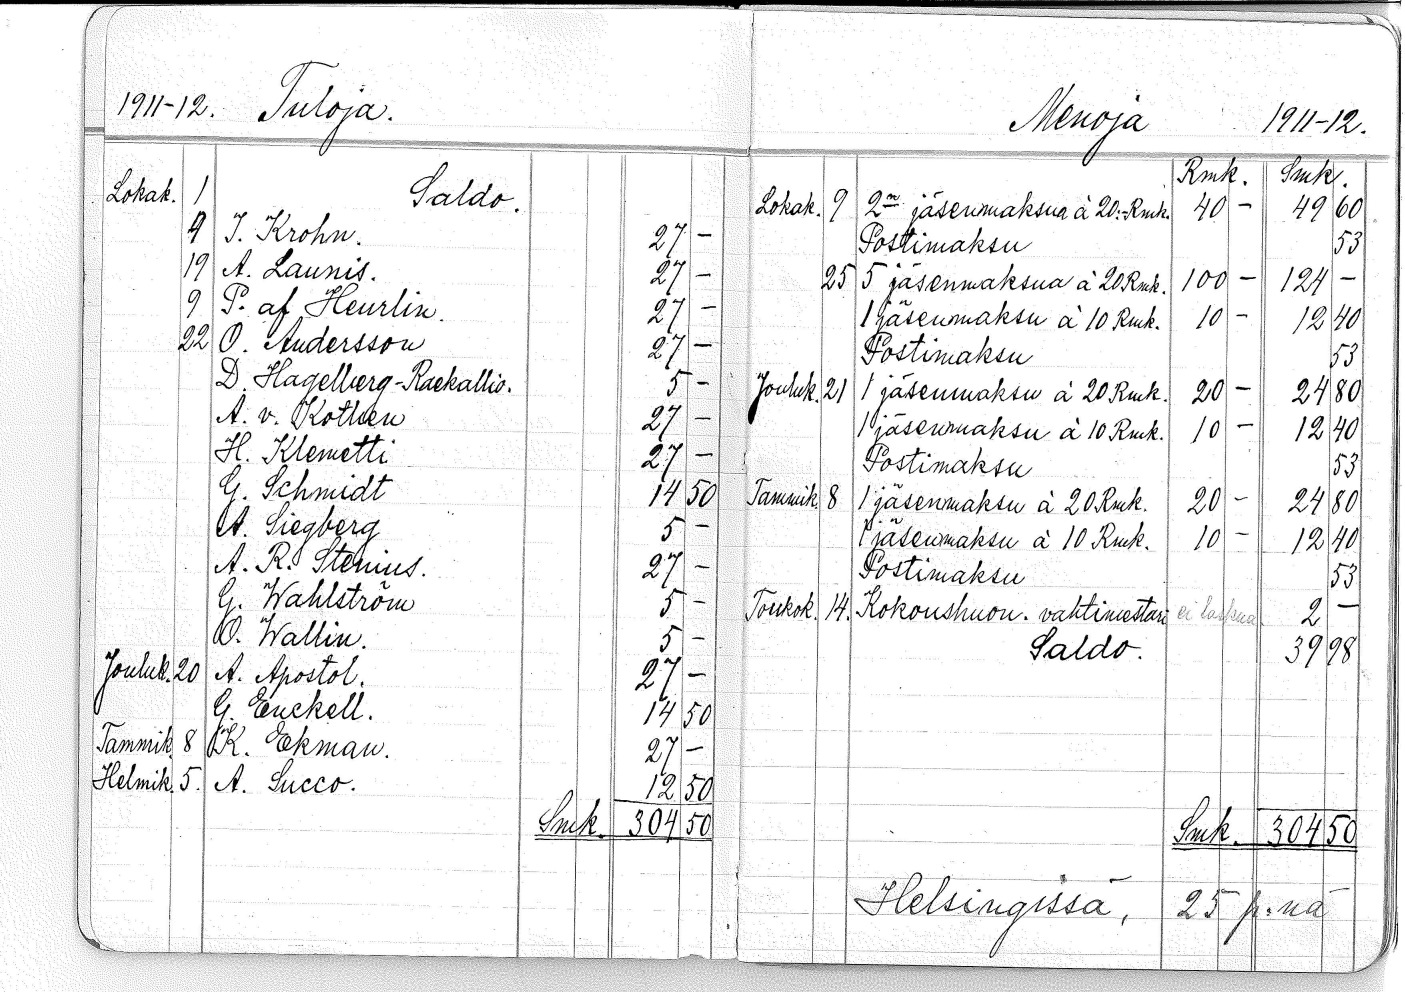 1911-12. Tuloja.
Lokak. 1 Saldo.
9 I. Krohn. 27 -
19 A. Launis. 27 -
9 P. af Heurlin. 27 -
22 O. Andersson 27 -
D. Hagelberg-Raekallio. 5 -
A. v. Kothen 27 -
H. Klemetti 27 -
G. Schmidt 14 50
A. Siegberg 5 -
A. R. Stenius. 27 -
G. Wahlström 5 -
O. Wallin. 5 -
Jouluk. 20 A. Apostol. 27 -
G. Enckell. 14 50
Tammik. 8 K. Ekman. 27 -
Helmik. 5. A. Succo. 12 50
Smk. 304 50
Menoja 1911-12.
Rmk. Smk.
Lokak. 9 2m jäsenmaksua à 20:-Rmk. 40 - 49 60
Postimaksu 53
25 5 jäsenmaksua à 20 Rmk. 100 - 124 -
1 jäsenmaksu à 10 Rmk. 10 - 12 40
Postimaksu 53
Jouluk. 21 1 jäsenmaksu à 20 Rmk. 20 - 24 80
1 jäsenmaksu à 10 Rmk. 10 - 12 40
Postimaksu 53
Tammik. 8 1 jäsenmaksu à 20 Rmk. 20 - 24 80
1 jäsenmaksu à 10 Rmk. 10 - 12 40
Postimaksu 53
Toukok. 14. Kokoushuon. vahtimestari ei laskua. 2 -
Saldo. 39 98
Smk. 304 50
Helsingissä, 25 p:nä